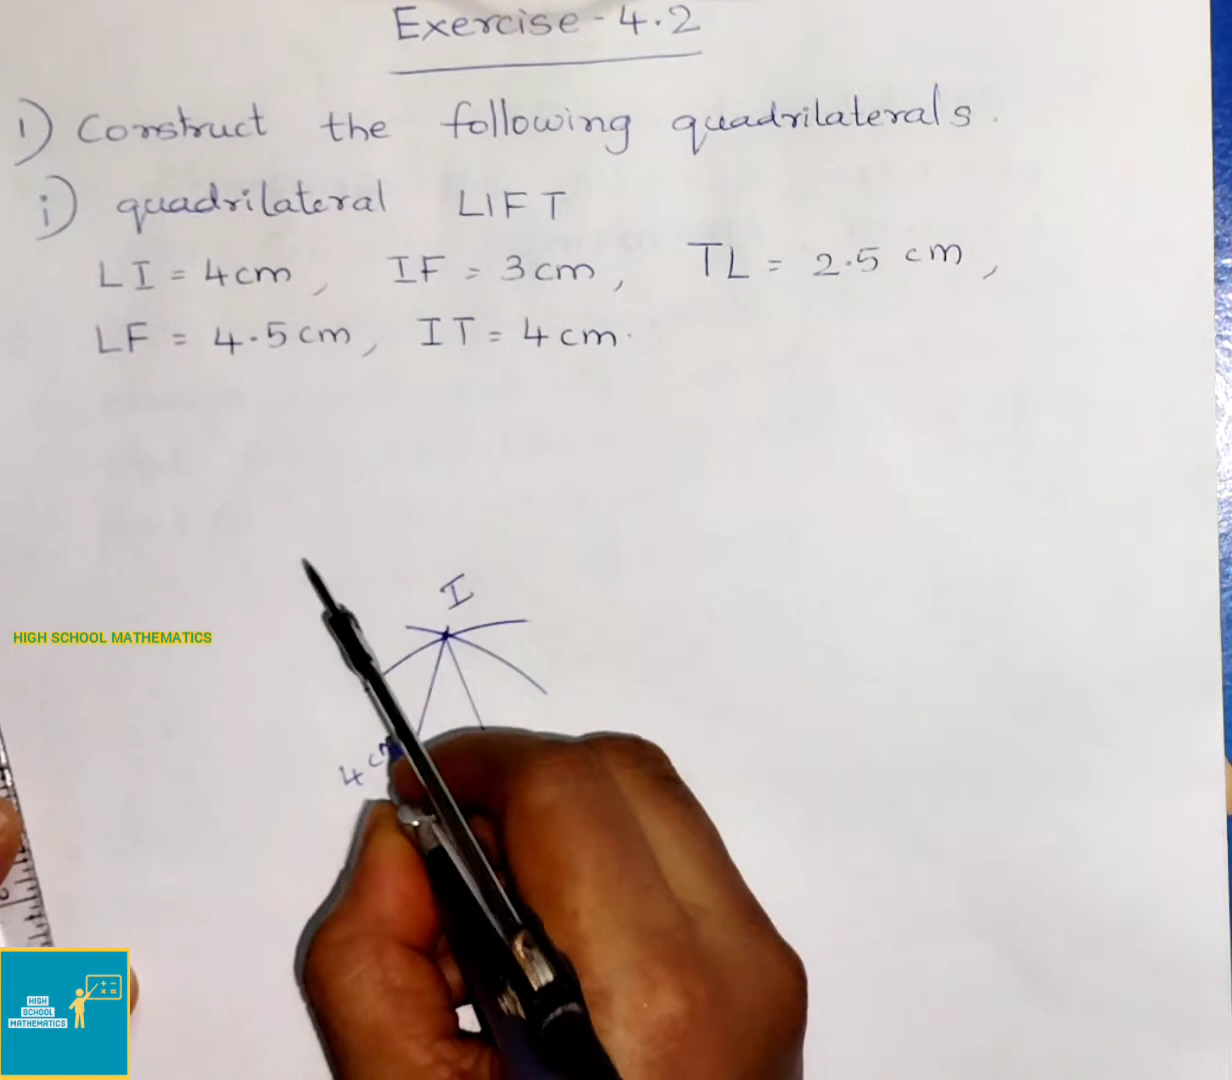 Exercise - 4.2
1) Construct the following quadrilaterals.
i) quadrilateral LIFT
LI = 4cm, IF = 3cm, TL = 2.5 cm,
LF = 4.5cm, IT = 4cm.
I
HIGH SCHOOL MATHEMATICS
4cm
HIGH
SCHOOL
MATHEMATICS